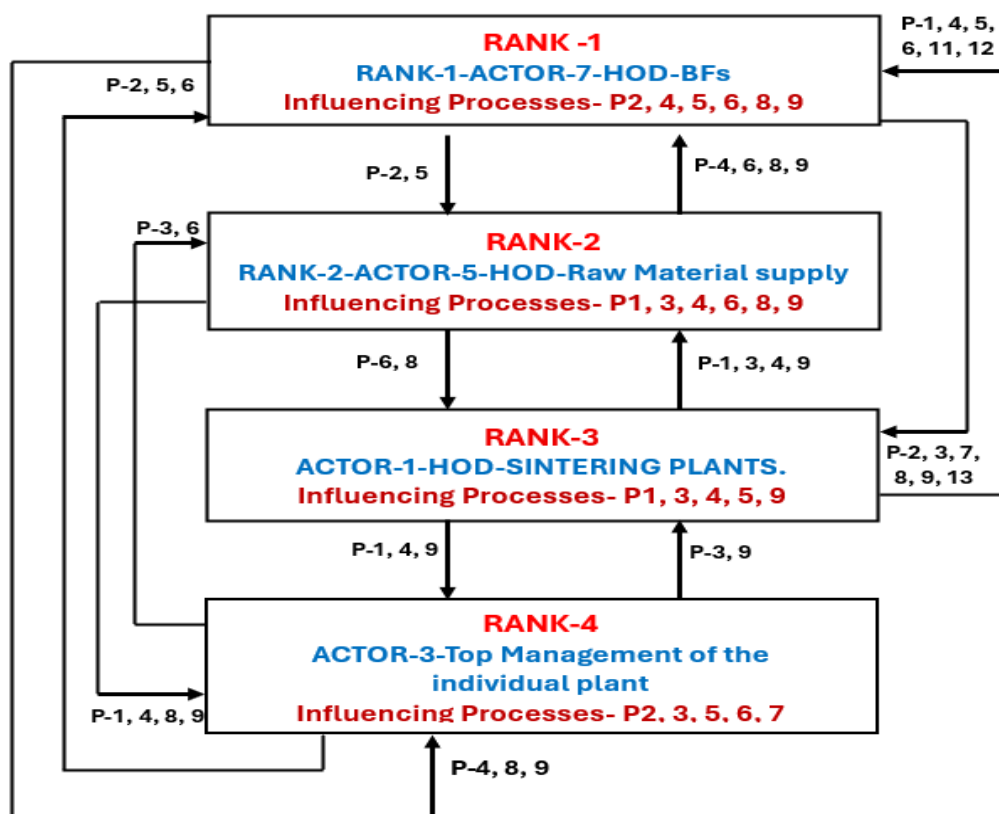 P-1, 4, 5,
6, 11, 12
RANK -1
RANK-1-ACTOR-7-HOD-BFs
Influencing Processes- P2, 4, 5, 6, 8, 9
P-2, 5, 6
P-2, 5
P-4, 6, 8, 9
P-3, 6
RANK-2
RANK-2-ACTOR-5-HOD-Raw Material supply
Influencing Processes- P1, 3, 4, 6, 8, 9
P-6, 8
P-1, 3, 4, 9
RANK-3
ACTOR-1-HOD-SINTERING PLANTS.
Influencing Processes- P1, 3, 4, 5, 9
P-2, 3, 7,
8, 9, 13
P-1, 4, 9
P-3, 9
RANK-4
ACTOR-3-Top Management of the
individual plant
Influencing Processes- P2, 3, 5, 6, 7
P-1, 4, 8, 9
P-4, 8, 9